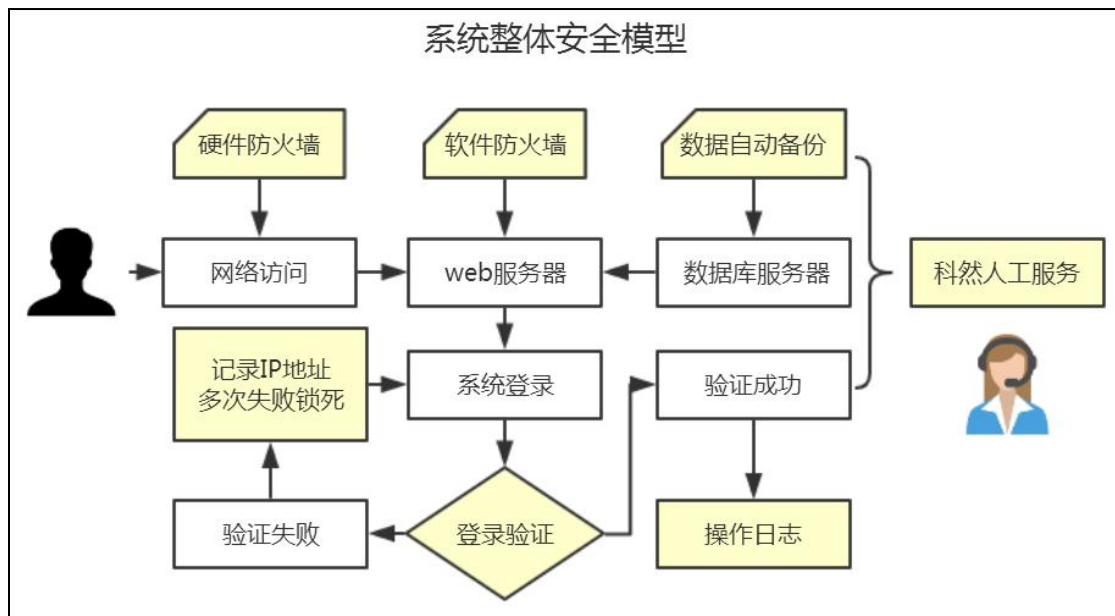 系统整体安全模型
硬件防火墙
软件防火墙
数据自动备份
网络访问
web服务器
数据库服务器
科然人工服务
记录IP地址
多次失败锁死
系统登录
验证成功
验证失败
登录验证
操作日志